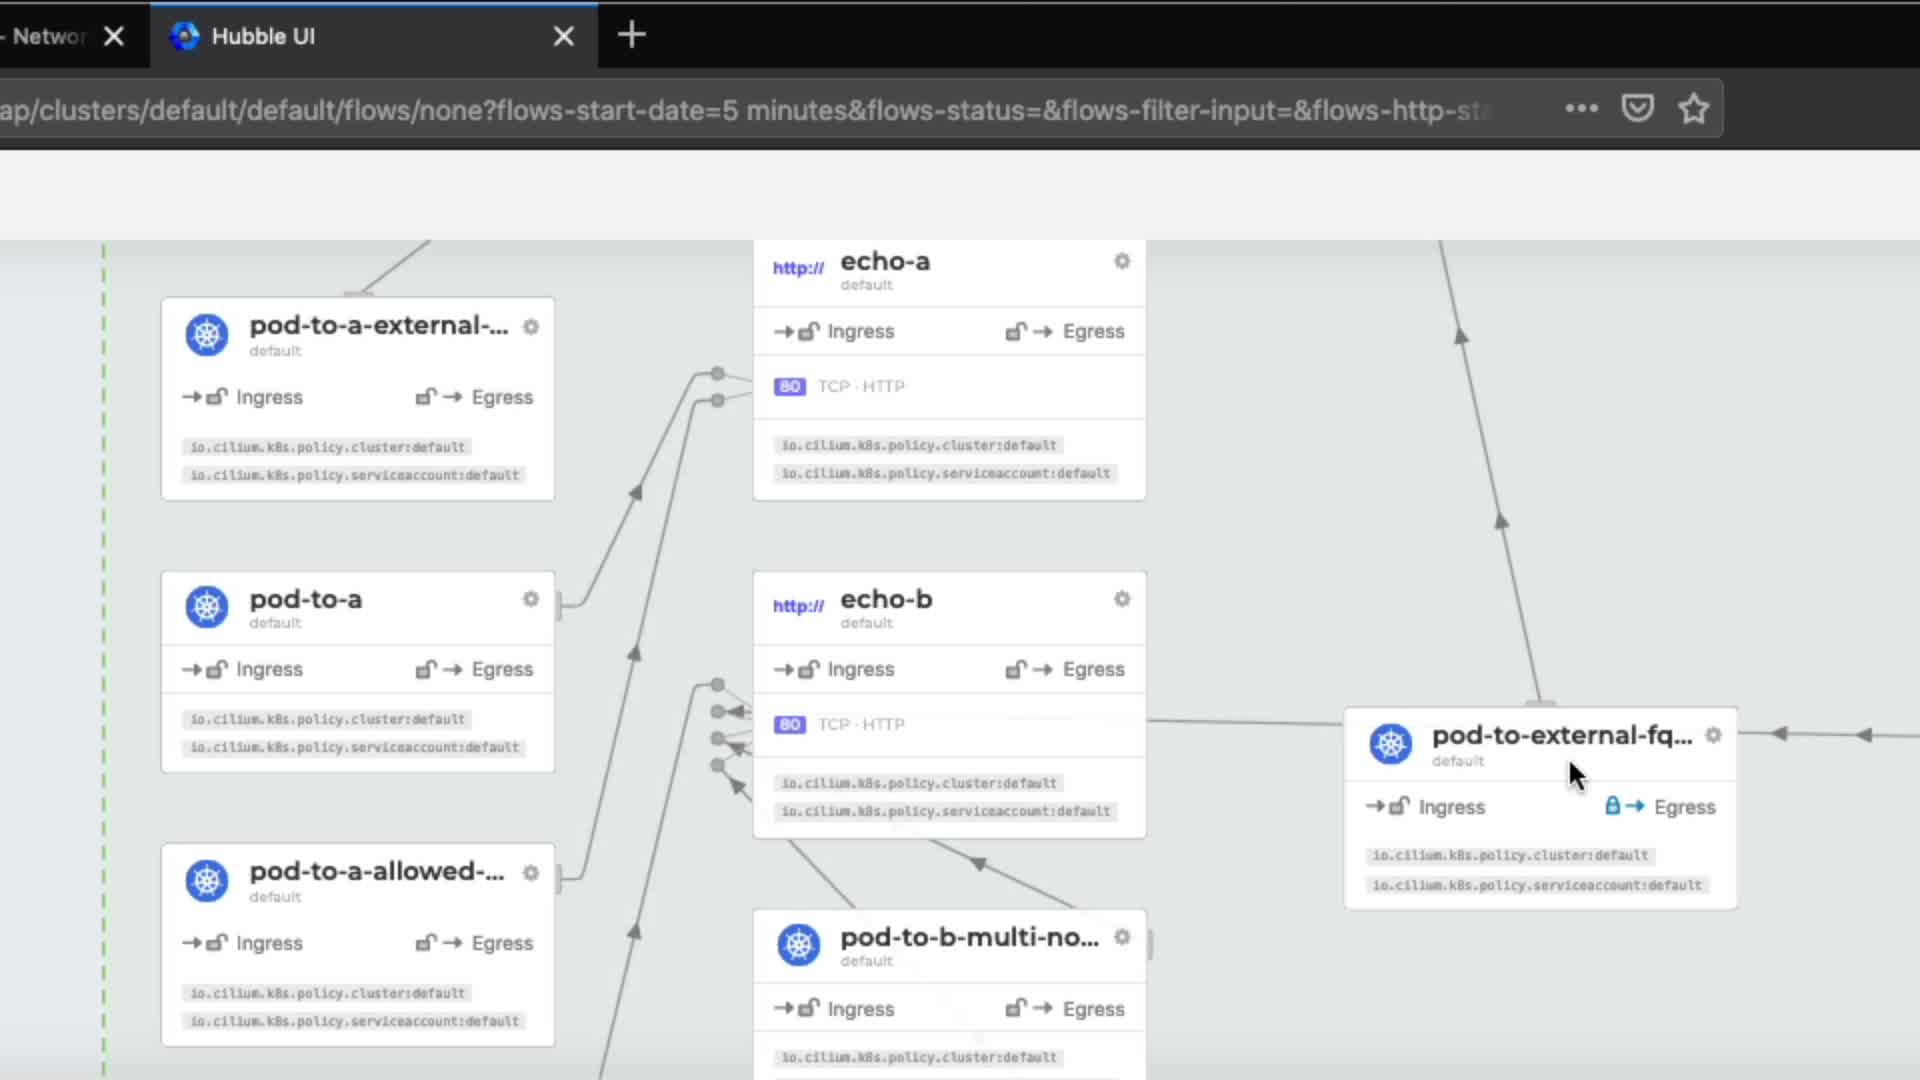 - Networ
Hubble UI
ap/clusters/default/default/flows/none?flows-start-date=5 minutes&flows-status=&flows-filter-input=&flows-http-sta
pod-to-a-external-...
default
Ingress
Egress
io.cilium.k8s.policy.cluster:default
io.cilium.k8s.policy.serviceaccount:default
pod-to-a
default
Ingress
Egress
io.cilium.k8s.policy.cluster:default
io.cilium.k8s.policy.serviceaccount:default
pod-to-a-allowed-...
default
Ingress
Egress
io.cilium.k8s.policy.cluster:default
io.cilium.k8s.policy.serviceaccount:default
http://
echo-a
default
Ingress
Egress
80 TCP · HTTP
io.cilium.k8s.policy.cluster:default
io.cilium.k8s.policy.serviceaccount:default
http://
echo-b
default
Ingress
Egress
80 TCP · HTTP
io.cilium.k8s.policy.cluster:default
io.cilium.k8s.policy.serviceaccount:default
pod-to-b-multi-no...
default
Ingress
Egress
io.cilium.k8s.policy.cluster:default
pod-to-external-fq...
default
Ingress
Egress
io.cilium.k8s.policy.cluster:default
io.cilium.k8s.policy.serviceaccount:default